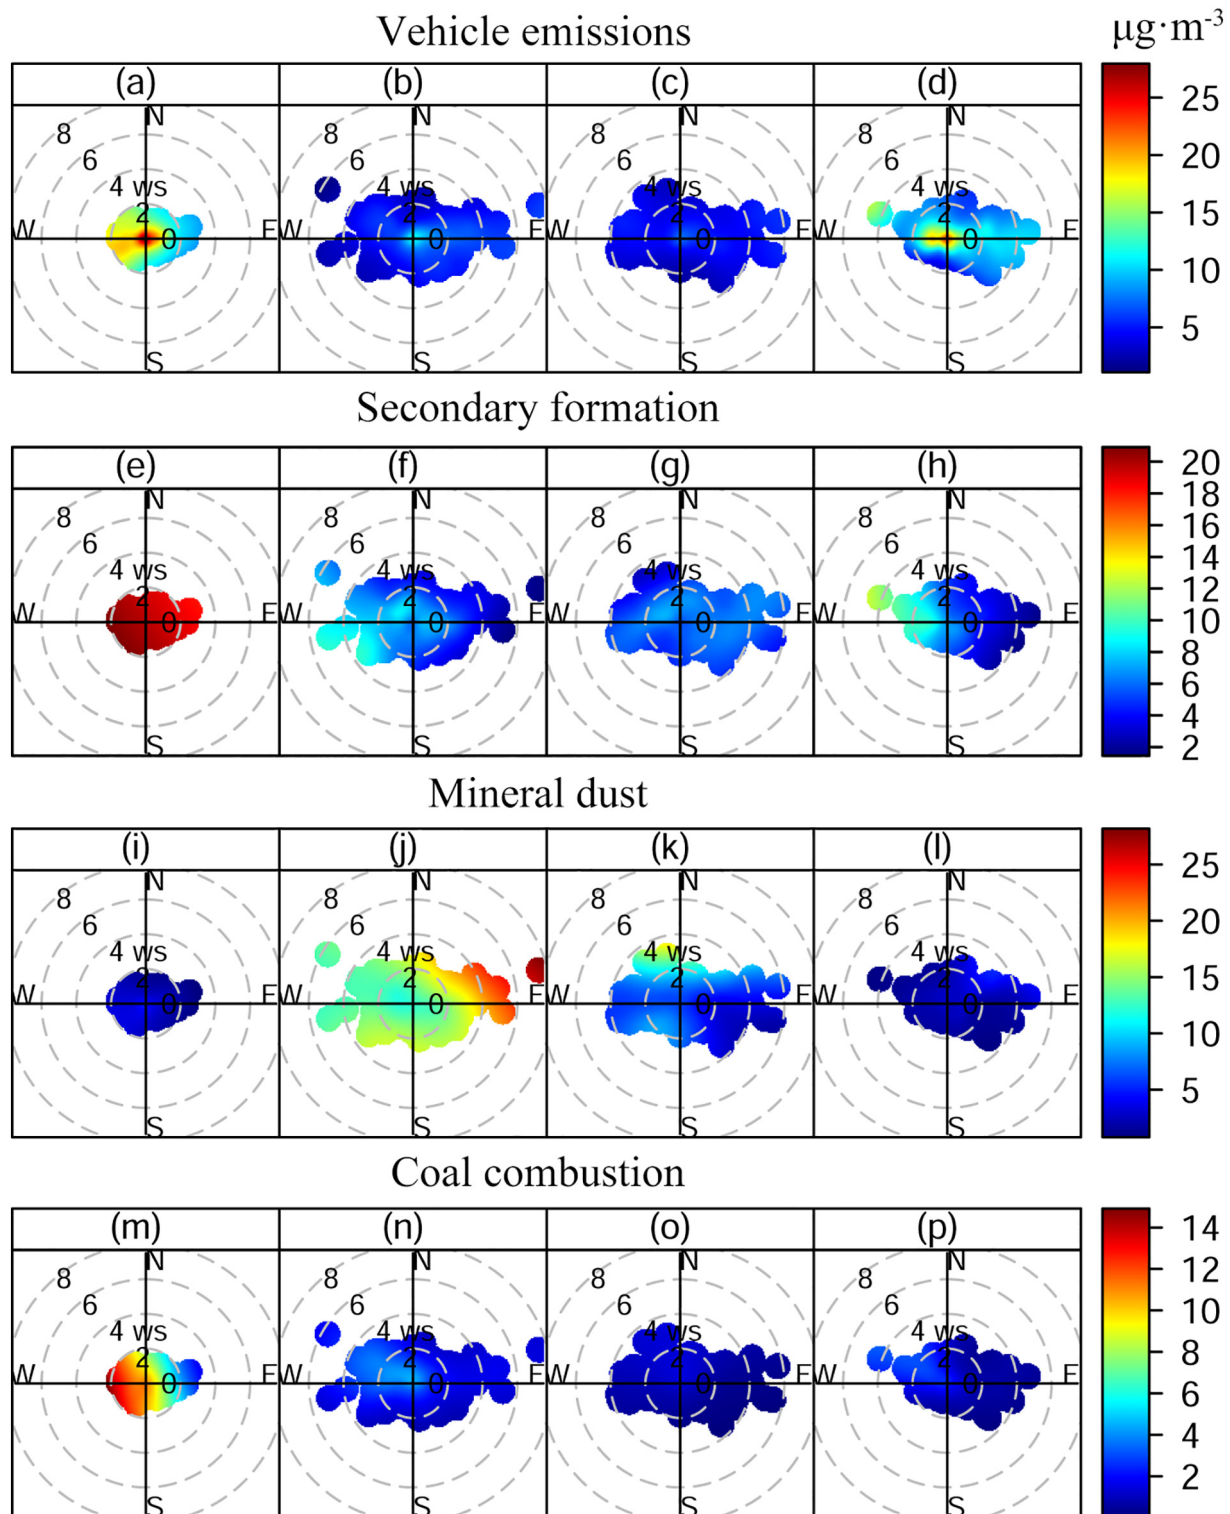 Vehicle emissions
μg·m-3
(a) (b) (c) (d)
N 8 6 4 ws 2 0 W E S
8 6 4 ws 2 0 W E S
N 8 6 4 ws 2 0 W E S
N 8 6 4 ws 2 0 W E S
25
20
15
10
5
Secondary formation
(e) (f) (g) (h)
N 8 6 4 ws 2 0 W E S
N 8 6 4 ws 2 0 W E S
N 8 6 4 ws 2 0 W E S
N 8 6 4 ws 2 0 W E S
20
18
16
14
12
10
8
6
4
2
Mineral dust
(i) (j) (k) (l)
N 8 6 4 ws 2 0 W E S
N 8 6 4 ws 2 0 W E S
N 8 6 4 ws 2 0 W E S
N 8 6 4 ws 2 0 W E S
25
20
15
10
5
Coal combustion
(m) (n) (o) (p)
N 8 6 4 ws 2 0 W E S
N 8 6 4 ws 2 0 W E S
N 8 6 4 ws 2 0 W E S
N 8 6 4 ws 2 0 W E S
14
12
10
8
6
4
2